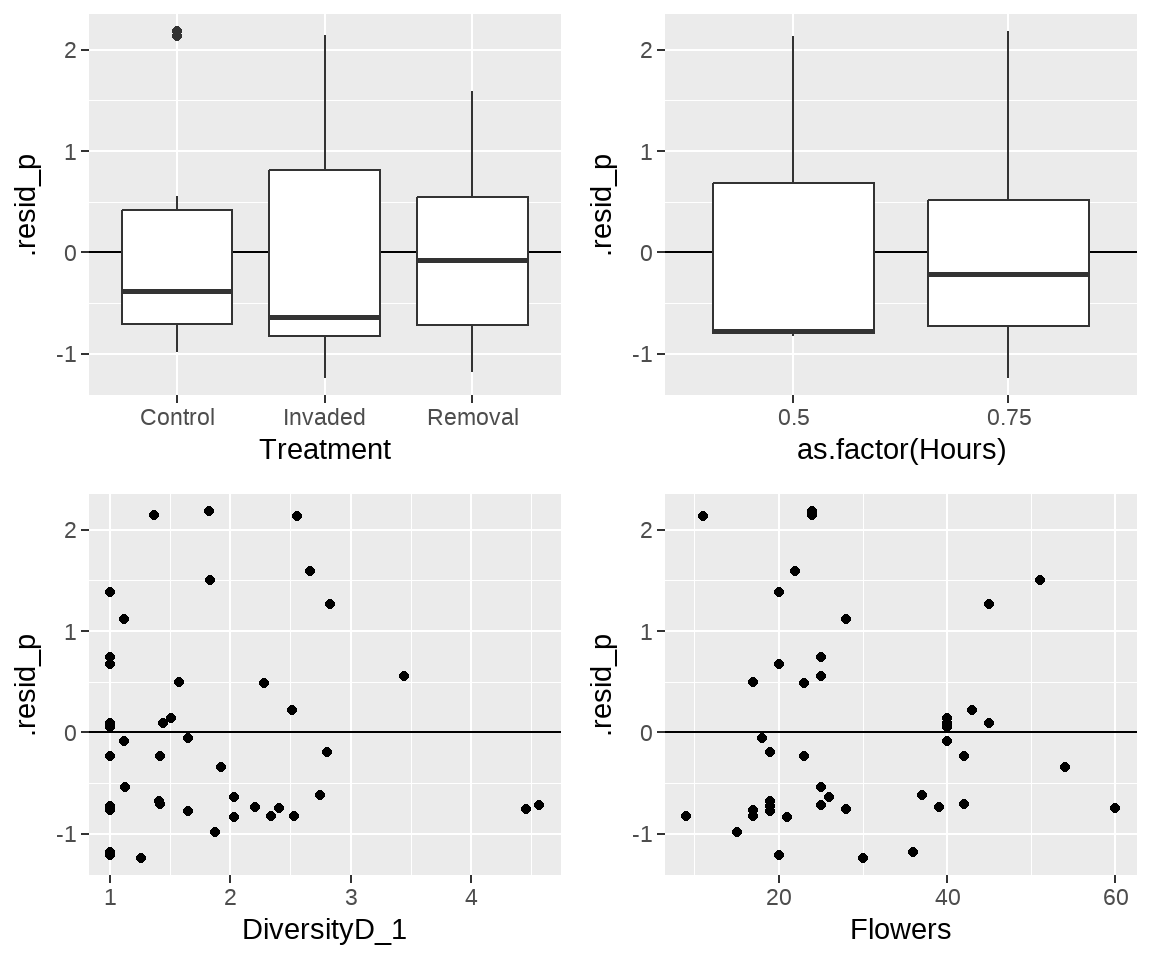 .resid_p
2
1
0
-1
Control Invaded Removal
Treatment
.resid_p
2
1
0
-1
0.5 0.75
as.factor(Hours)
.resid_p
2
1
0
-1
1 2 3 4
DiversityD_1
.resid_p
2
1
0
-1
20 40 60
Flowers